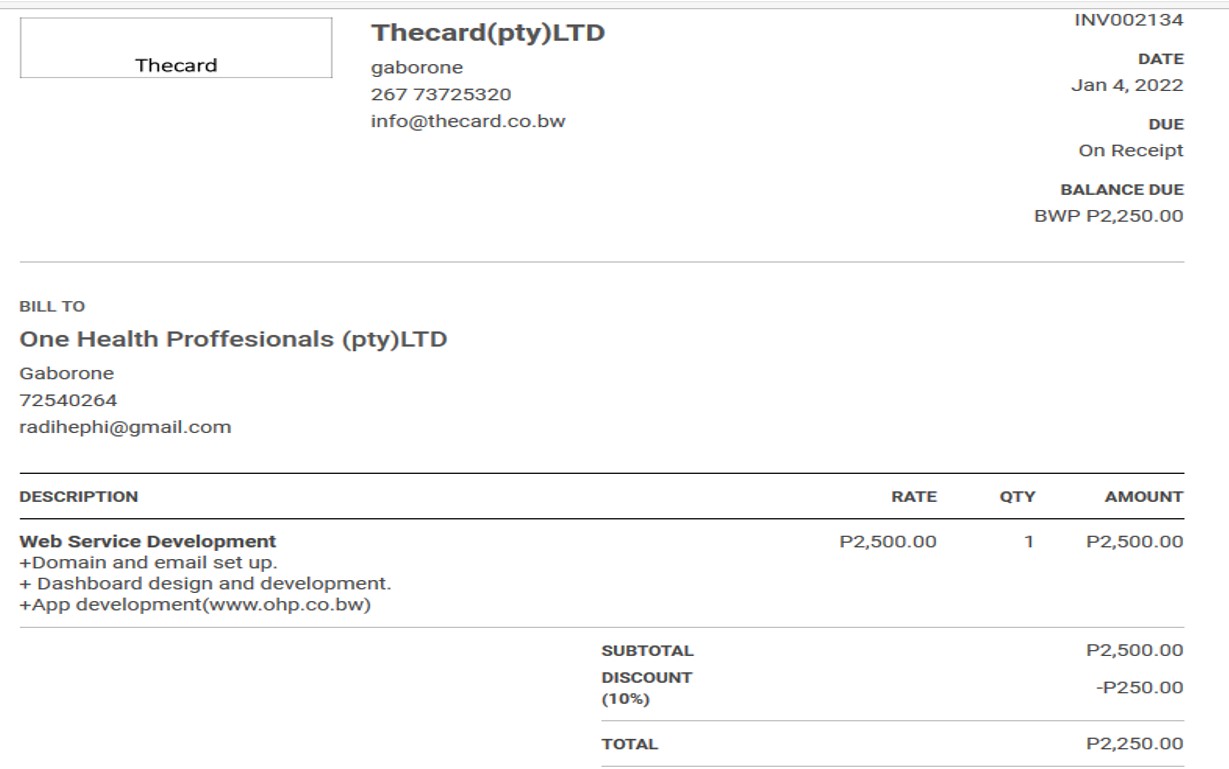 Thecard
Thecard(pty)LTD
gaborone
267 73725320
info@thecard.co.bw
INV002134
DATE
Jan 4, 2022
DUE
On Receipt
BALANCE DUE
BWP P2,250.00
BILL TO
One Health Proffesionals (pty)LTD
Gaborone
72540264
radihephi@gmail.com
DESCRIPTION RATE QTY AMOUNT
Web Service Development P2,500.00 1 P2,500.00
+Domain and email set up.
+ Dashboard design and development.
+App development(www.ohp.co.bw)
SUBTOTAL P2,500.00
DISCOUNT
(10%) -P250.00
TOTAL P2,250.00